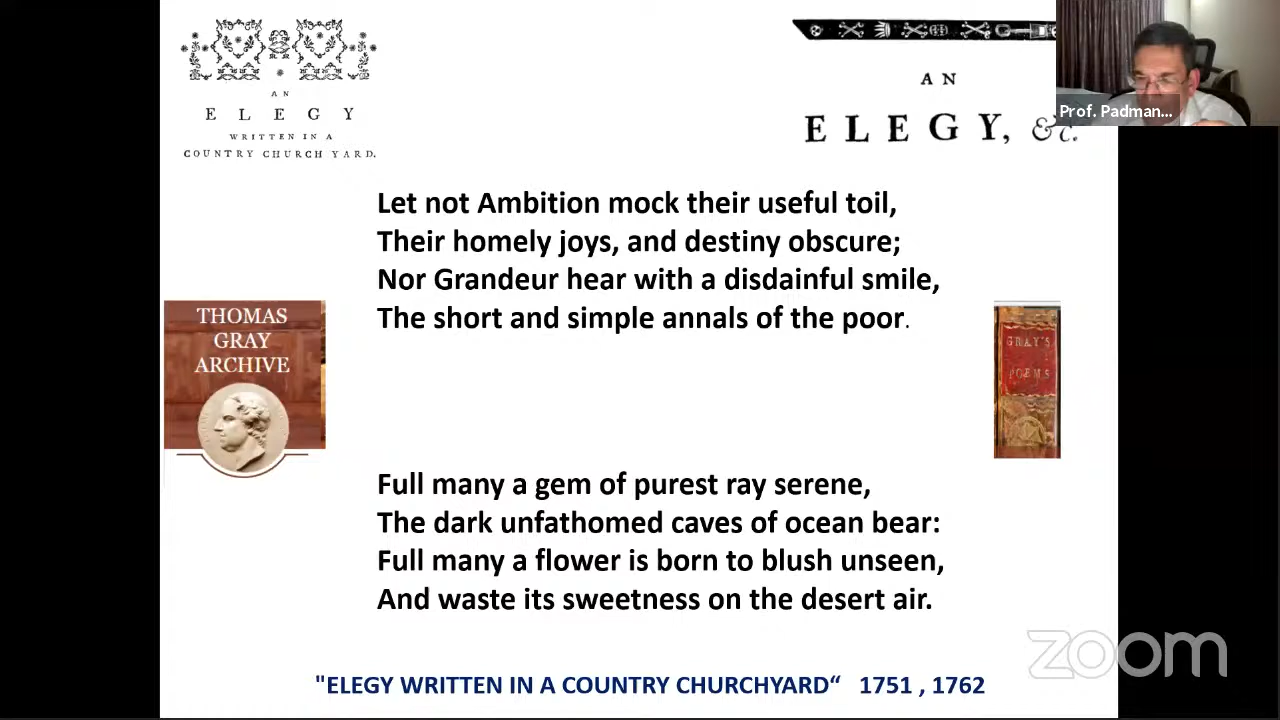 AN
ELEGY
WRITTEN IN A
COUNTRY CHURCH YARD.
AN
ELEGY, &c.
Prof. Padman...
Let not Ambition mock their useful toil,
Their homely joys, and destiny obscure;
Nor Grandeur hear with a disdainful smile,
The short and simple annals of the poor.
THOMAS
GRAY
ARCHIVE
GRAY'S
POEMS
Full many a gem of purest ray serene,
The dark unfathomed caves of ocean bear:
Full many a flower is born to blush unseen,
And waste its sweetness on the desert air.
zoom
"ELEGY WRITTEN IN A COUNTRY CHURCHYARD“ 1751 , 1762